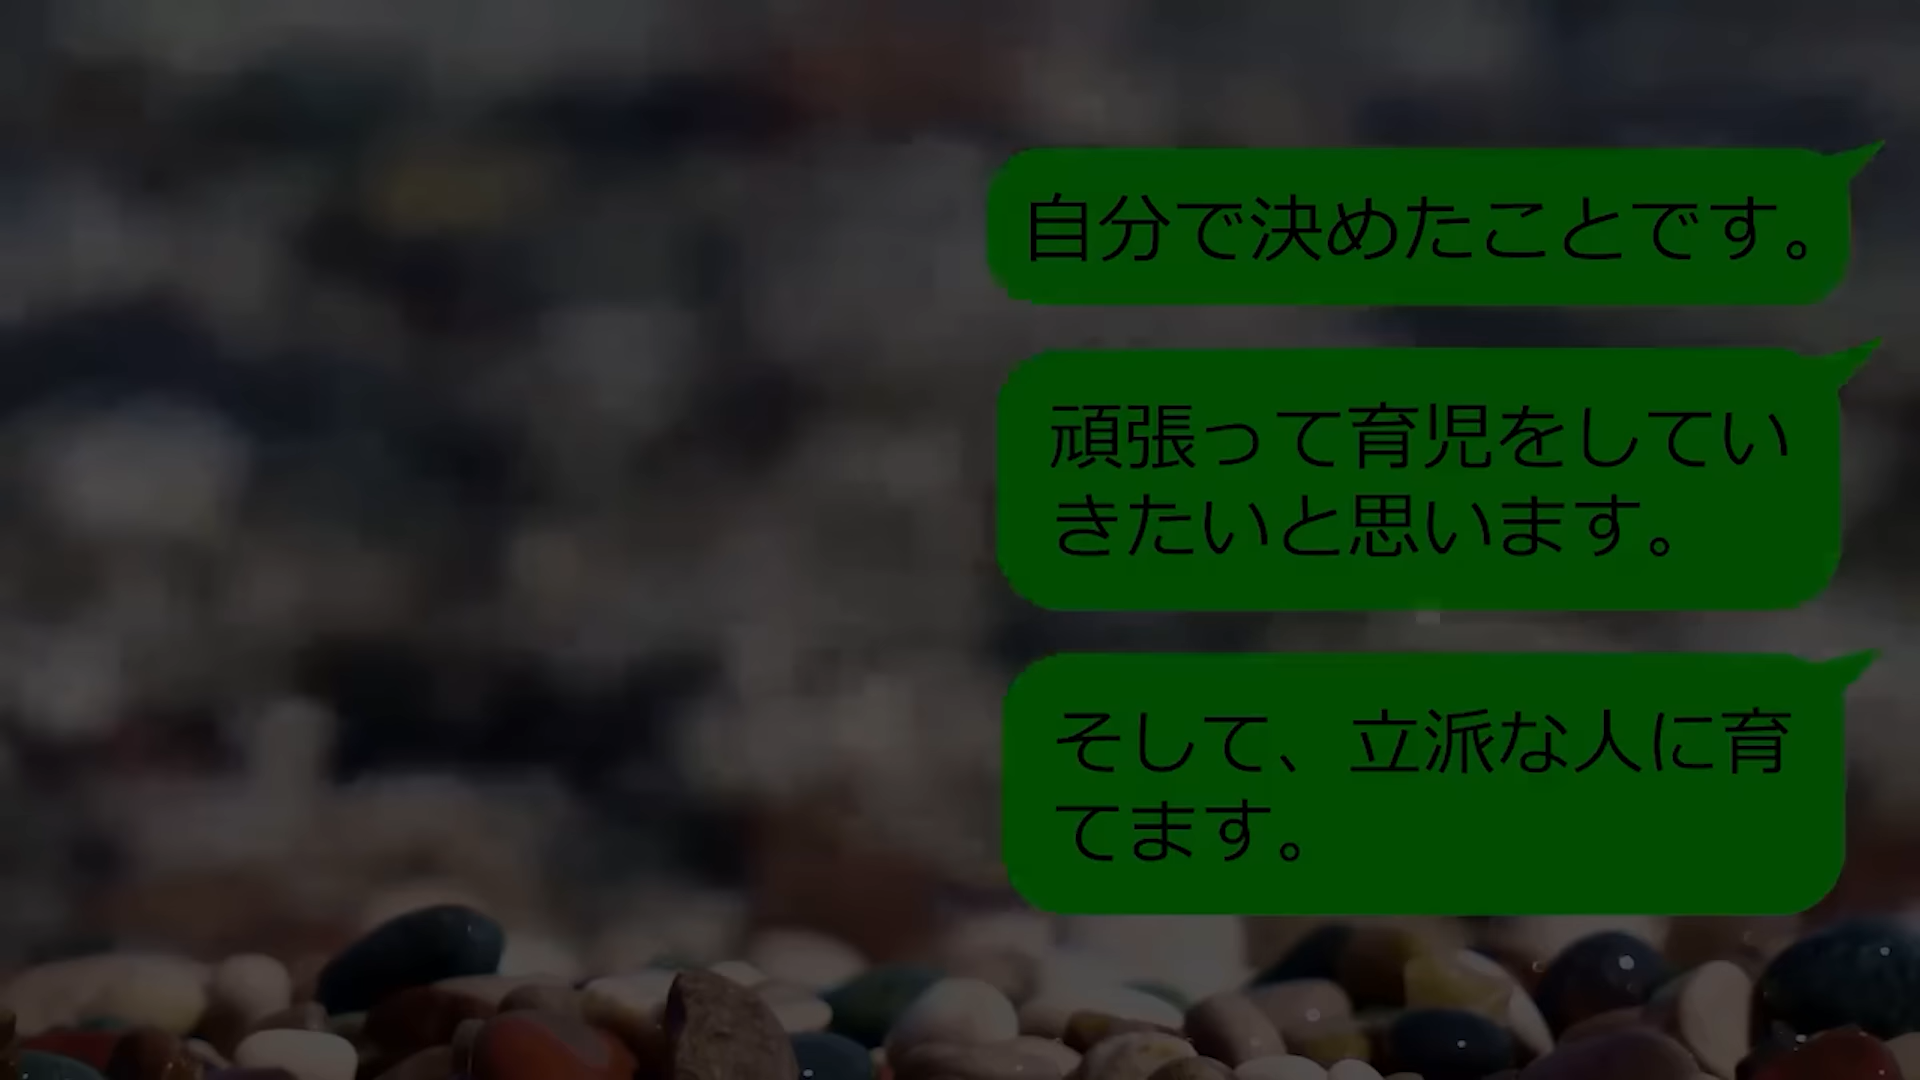 自分で決めたことです。
頑張って育児をしてい
きたいと思います。
そして、立派な人に育
てます。